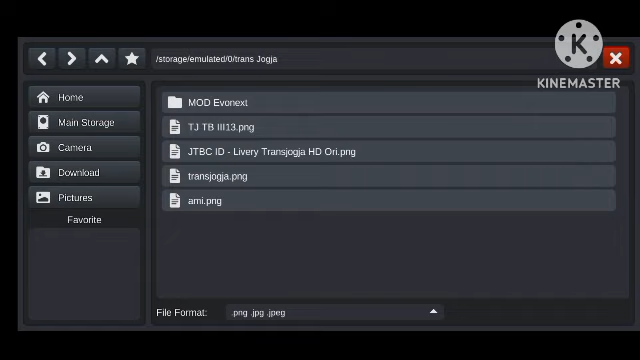 /storage/emulated/0/trans Jogja
K
KINEMASTER
Home
Main Storage
Camera
Download
Pictures
Favorite
MOD Evonext
TJ TB III13.png
JTBC ID - Livery Transjogja HD Ori.png
transjogja.png
ami.png
File Format:
.png .jpg .jpeg